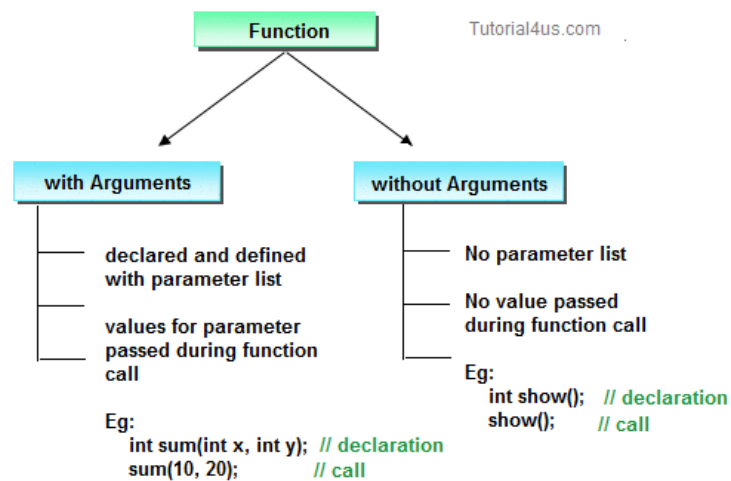 Function
Tutorial4us.com
with Arguments
declared and defined
with parameter list
values for parameter
passed during function
call
Eg:
int sum(int x, int y); // declaration
sum(10, 20); // call
without Arguments
No parameter list
No value passed
during function call
Eg:
int show(); // declaration
show(); // call